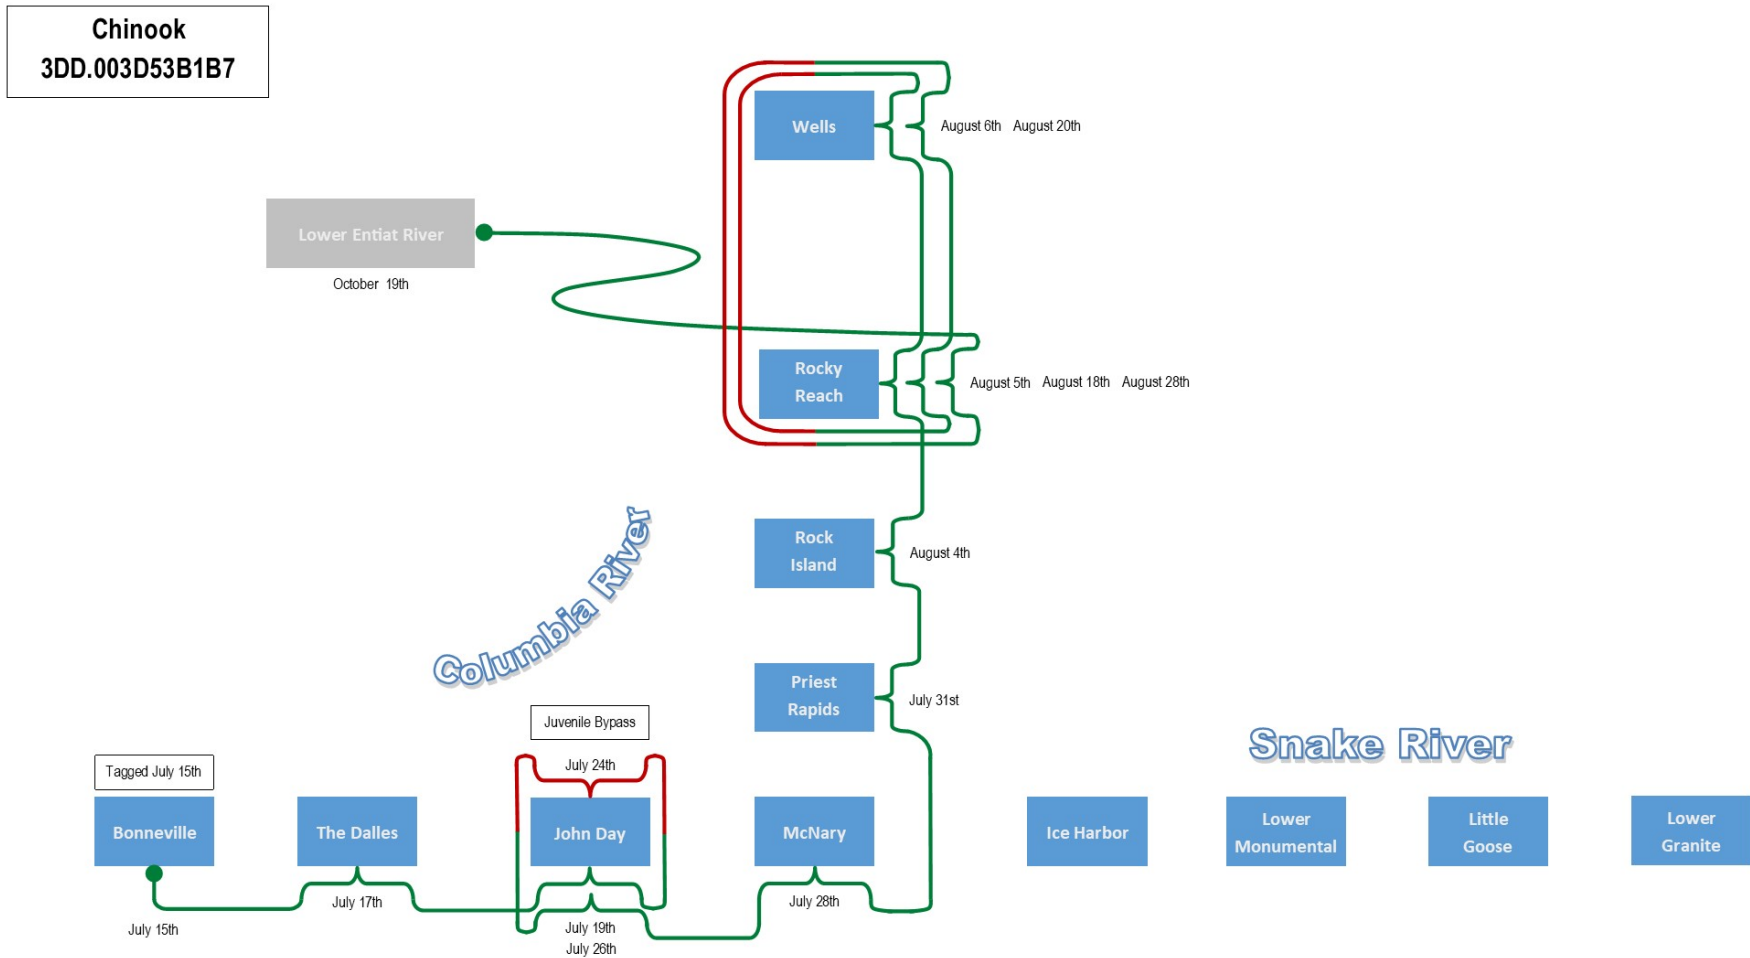 Chinook
3DD.003D53B1B7
Wells
August 6th August 20th
Lower Entiat River
October 19th
Rocky
Reach
August 5th August 18th August 28th
Rock
Island
August 4th
Columbia River
Priest
Rapids
July 31st
Juvenile Bypass
Snake River
Tagged July 15th
July 24th
Bonneville
The Dalles
John Day
McNary
Ice Harbor
Lower
Monumental
Little
Goose
Lower
Granite
July 15th
July 17th
July 19th
July 26th
July 28th